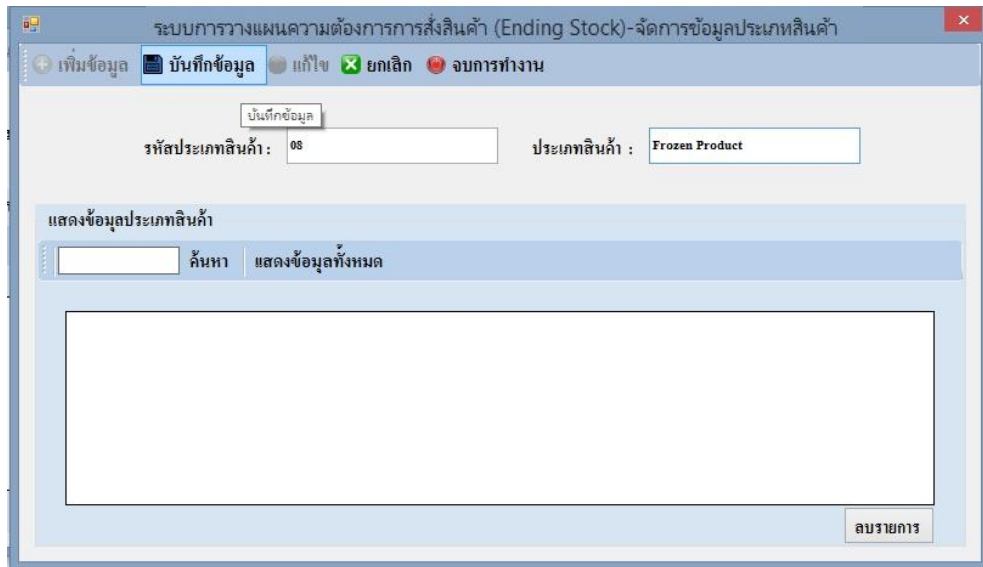 ระบบการวางแผนความต้องการการสั่งสินค้า (Ending Stock)-จัดการข้อมูลประเภทสินค้า
เพิ่มข้อมูล บันทึกข้อมูล แก้ไข ยกเลิก จบการทำงาน
บันทึกข้อมูล
รหัสประเภทสินค้า : 08 ประเภทสินค้า : Frozen Product
แสดงข้อมูลประเภทสินค้า
ค้นหา แสดงข้อมูลทั้งหมด
ลบรายการ